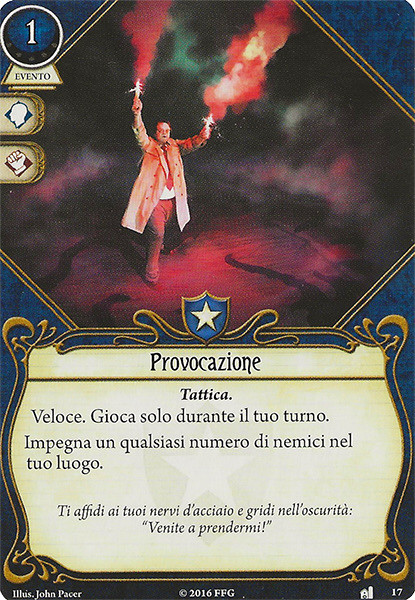 1
EVENTO
Provocazione
Tattica.
Veloce. Gioca solo durante il tuo turno.
Impegna un qualsiasi numero di nemici nel
tuo luogo.
Ti affidi ai tuoi nervi d'acciaio e gridi nell'oscurità:
“Venite a prendermi!”
Illus. John Pacer © 2016 FFG 17